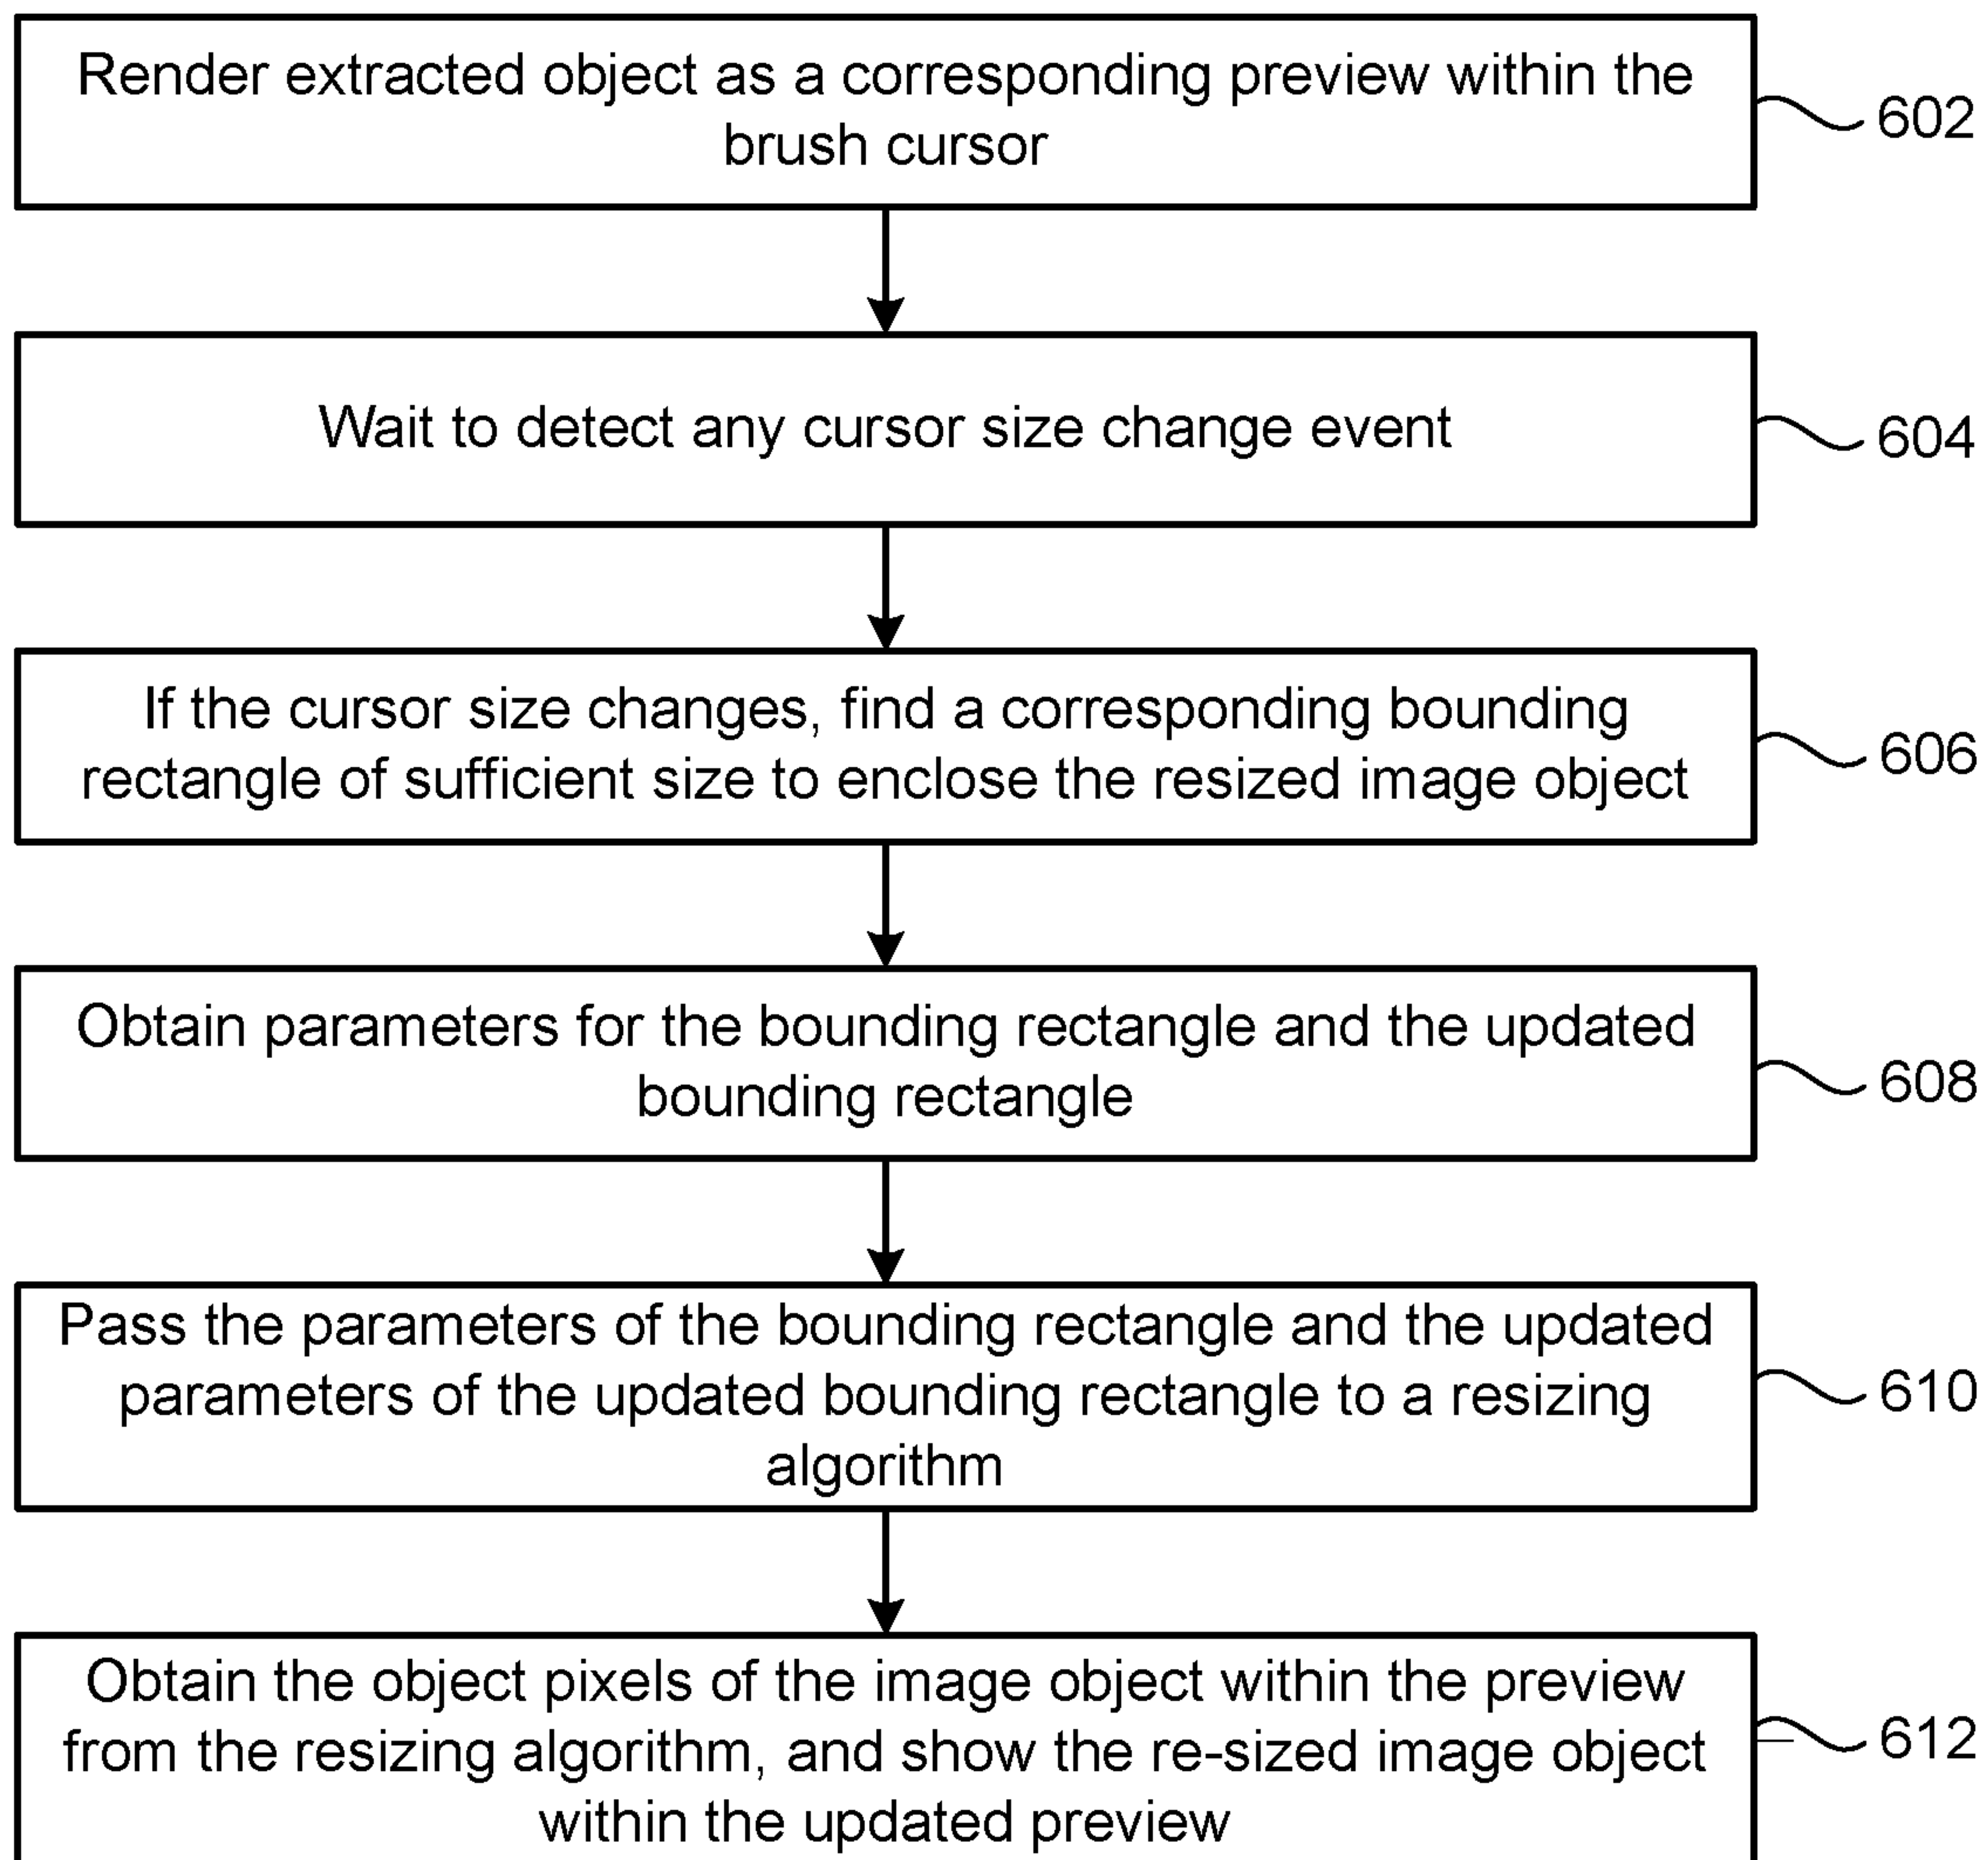 Render extracted object as a corresponding preview within the
brush cursor
602
Wait to detect any cursor size change event
604
If the cursor size changes, find a corresponding bounding
rectangle of sufficient size to enclose the resized image object
606
Obtain parameters for the bounding rectangle and the updated
bounding rectangle
608
Pass the parameters of the bounding rectangle and the updated
parameters of the updated bounding rectangle to a resizing
algorithm
610
Obtain the object pixels of the image object within the preview
from the resizing algorithm, and show the re-sized image object
within the updated preview
612